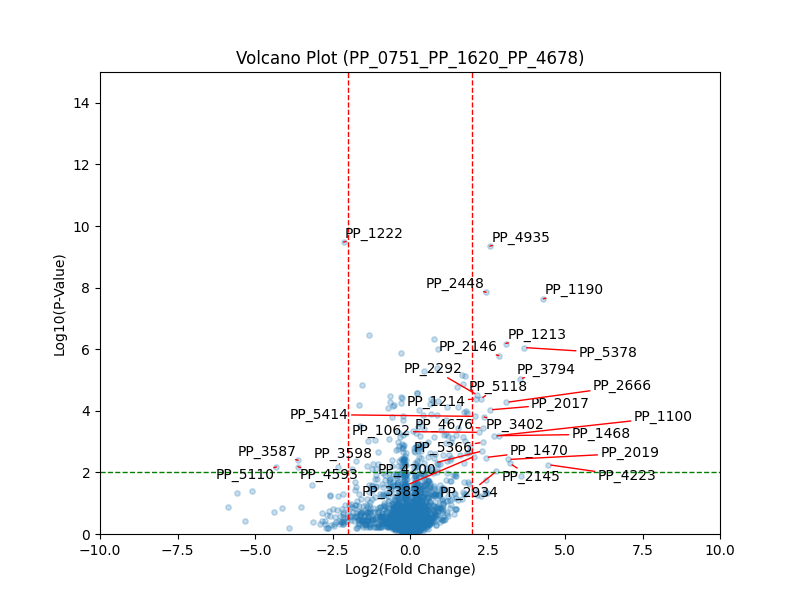 Volcano Plot (PP_0751_PP_1620_PP_4678)
Log10(P-Value)
14
12
10
8
6
4
2
0
PP_1222
PP_4935
PP_2448
PP_1190
PP_1213
PP_2146
PP_5378
PP_2292
PP_3794
PP_5118
PP_2666
PP_1214
PP_2017
PP_5414
PP_1100
PP_4676
PP_3402
PP_1062
PP_1468
PP_5366
PP_1470
PP_2019
PP_3587
PP_3598
PP_4200
PP_5110
PP_4593
PP_2145
PP_4223
PP_3383
PP_2934
−10.0
−7.5
−5.0
−2.5
0.0
2.5
5.0
7.5
10.0
Log2(Fold Change)